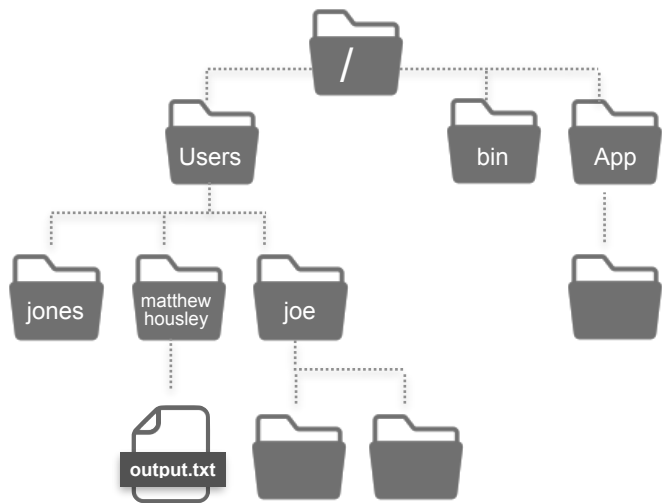 /
Users
bin
App
jones
matthew
housley
joe
output.txt